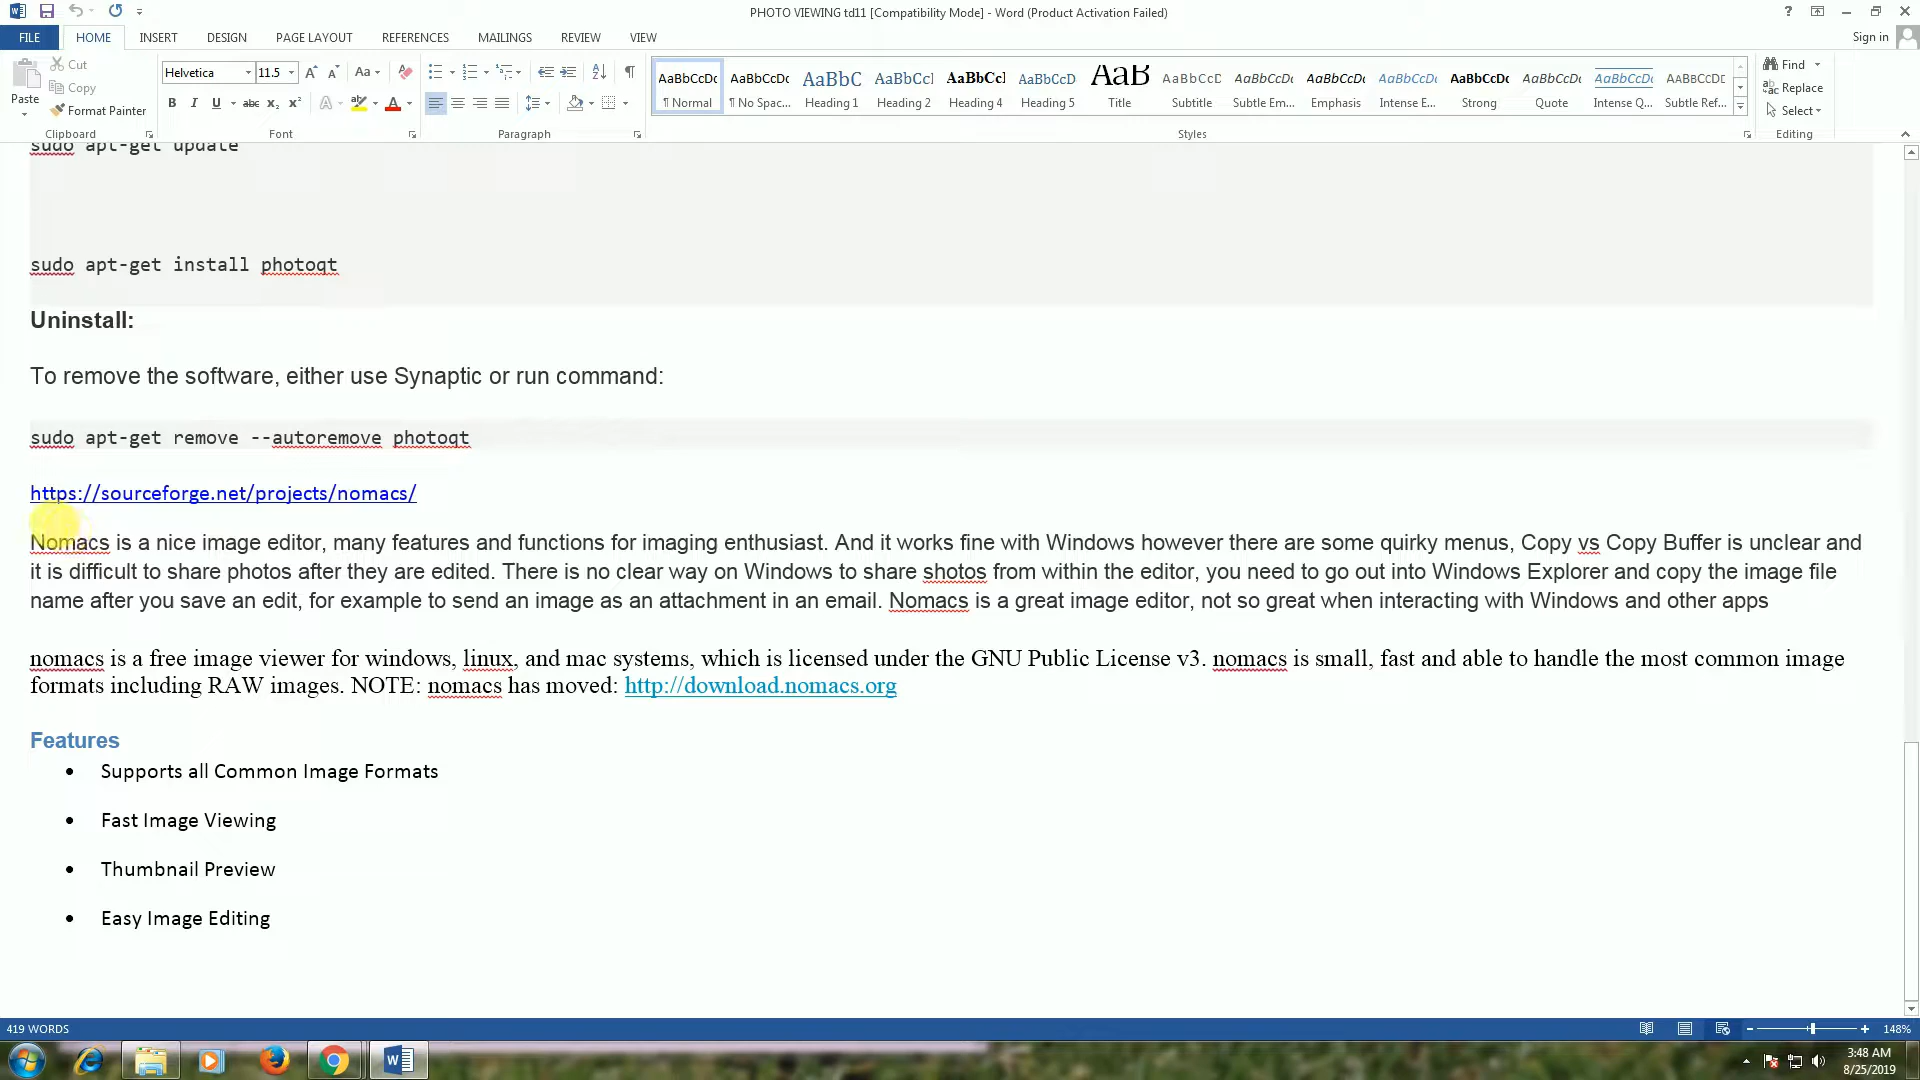 PHOTO VIEWING td11 [Compatibility Mode] - Word (Product Activation Failed)
FILE HOME INSERT DESIGN PAGE LAYOUT REFERENCES MAILINGS REVIEW VIEW Sign in
Paste
Cut
Copy
Format Painter
Clipboard
Helvetica 11.5
Font
Paragraph
AaBbCcDc AaBbCcDc AaBbC AaBbCcI AaBbCcI AaBbCcD AaB AaBbCcD AaBbCcDc AaBbCcDc AaBbCcDc AaBbCcDc AaBbCcDc AaBbCcDc AABBCCDE
¶ Normal ¶ No Spac... Heading 1 Heading 2 Heading 4 Heading 5 Title Subtitle Subtle Em... Emphasis Intense E... Strong Quote Intense Q... Subtle Ref...
Styles
Find
Replace
Select
Editing
sudo apt-get update
sudo apt-get install photoqt
Uninstall:
To remove the software, either use Synaptic or run command:
sudo apt-get remove --autoremove photoqt
https://sourceforge.net/projects/nomacs/
Nomacs is a nice image editor, many features and functions for imaging enthusiast. And it works fine with Windows however there are some quirky menus, Copy vs Copy Buffer is unclear and
it is difficult to share photos after they are edited. There is no clear way on Windows to share shotos from within the editor, you need to go out into Windows Explorer and copy the image file
name after you save an edit, for example to send an image as an attachment in an email. Nomacs is a great image editor, not so great when interacting with Windows and other apps
nomacs is a free image viewer for windows, linux, and mac systems, which is licensed under the GNU Public License v3. nomacs is small, fast and able to handle the most common image
formats including RAW images. NOTE: nomacs has moved: http://download.nomacs.org
Features
• Supports all Common Image Formats
• Fast Image Viewing
• Thumbnail Preview
• Easy Image Editing
419 WORDS
148%
3:48 AM
8/25/2019